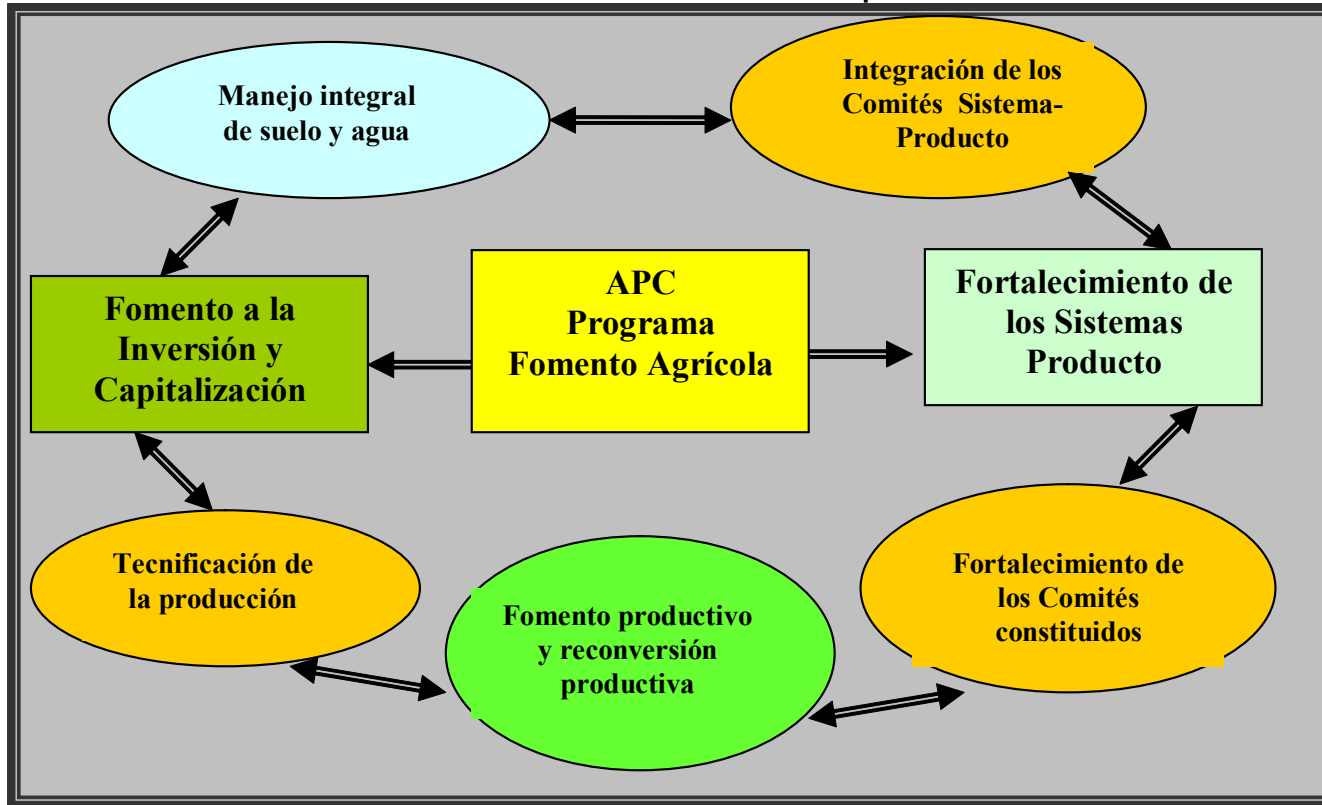 Manejo integral
de suelo y agua
Integración de los
Comités Sistema-
Producto
Fomento a la
Inversión y
Capitalización
APC
Programa
Fomento Agrícola
Fortalecimiento de
los Sistemas
Producto
Tecnificación de
la producción
Fomento productivo
y reconversión
productiva
Fortalecimiento de
los Comités
constituidos